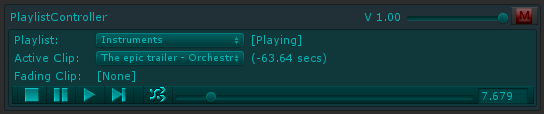 PlaylistController V 1.00 M
Playlist: Instruments [Playing]
Active Clip: The epic trailer - Orchestr (-63.64 secs)
Fading Clip: [None]
7.679